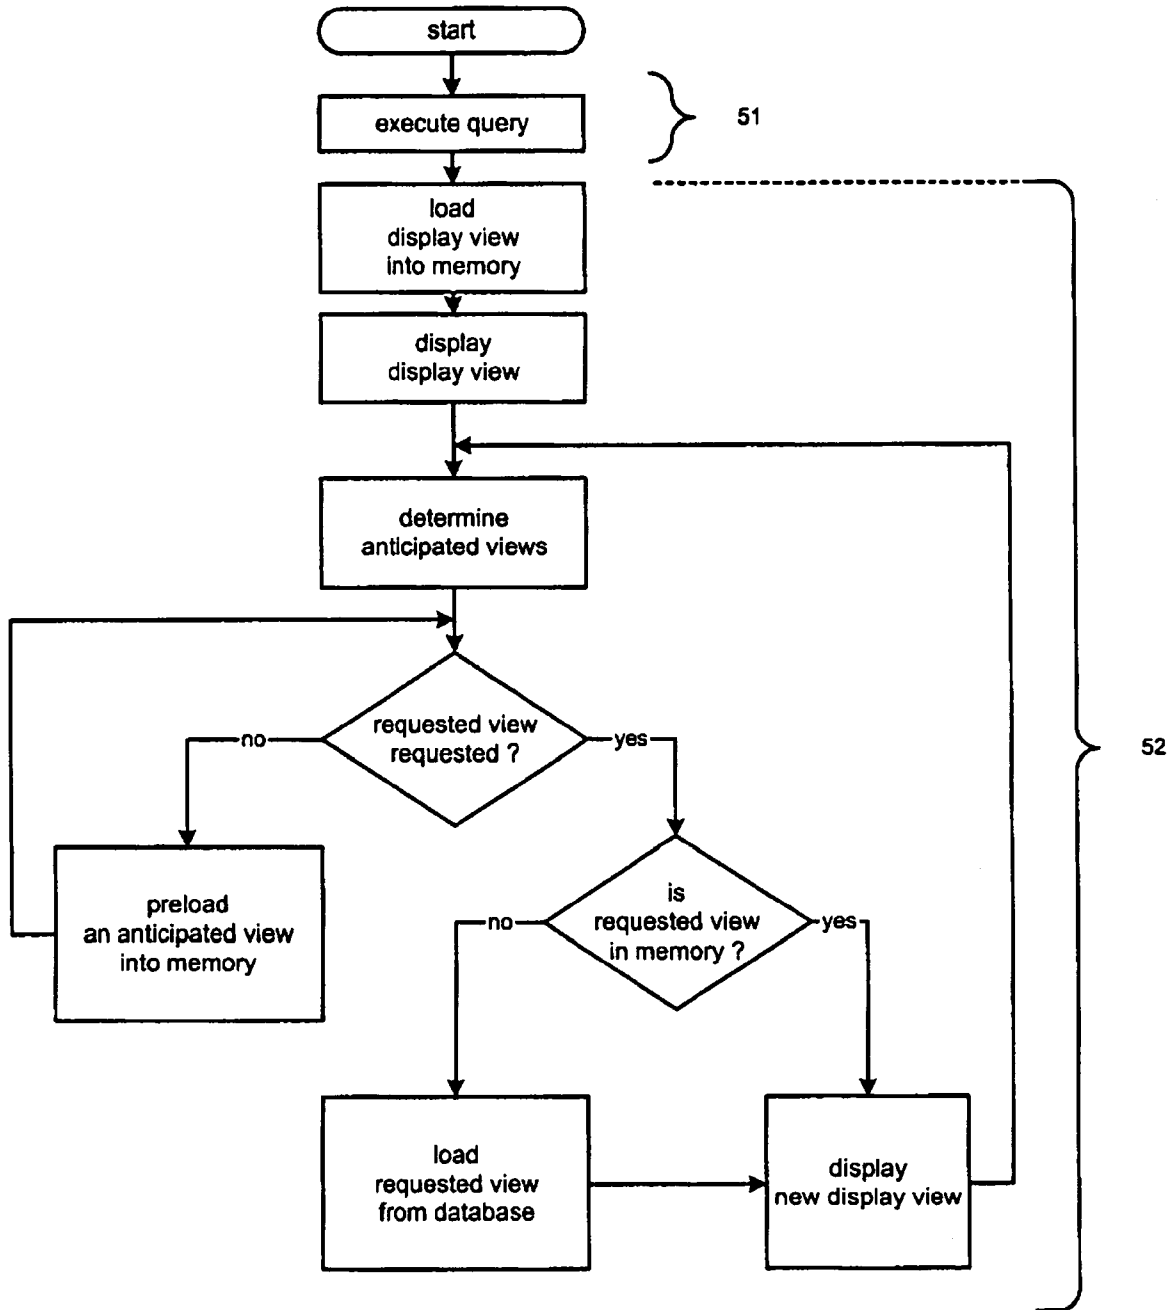 start
execute query
51
load
display view
into memory
display
display view
determine
anticipated views
requested view
requested ?
no
yes
52
preload
an anticipated view
into memory
is
requested view
in memory ?
no
yes
load
requested view
from database
display
new display view